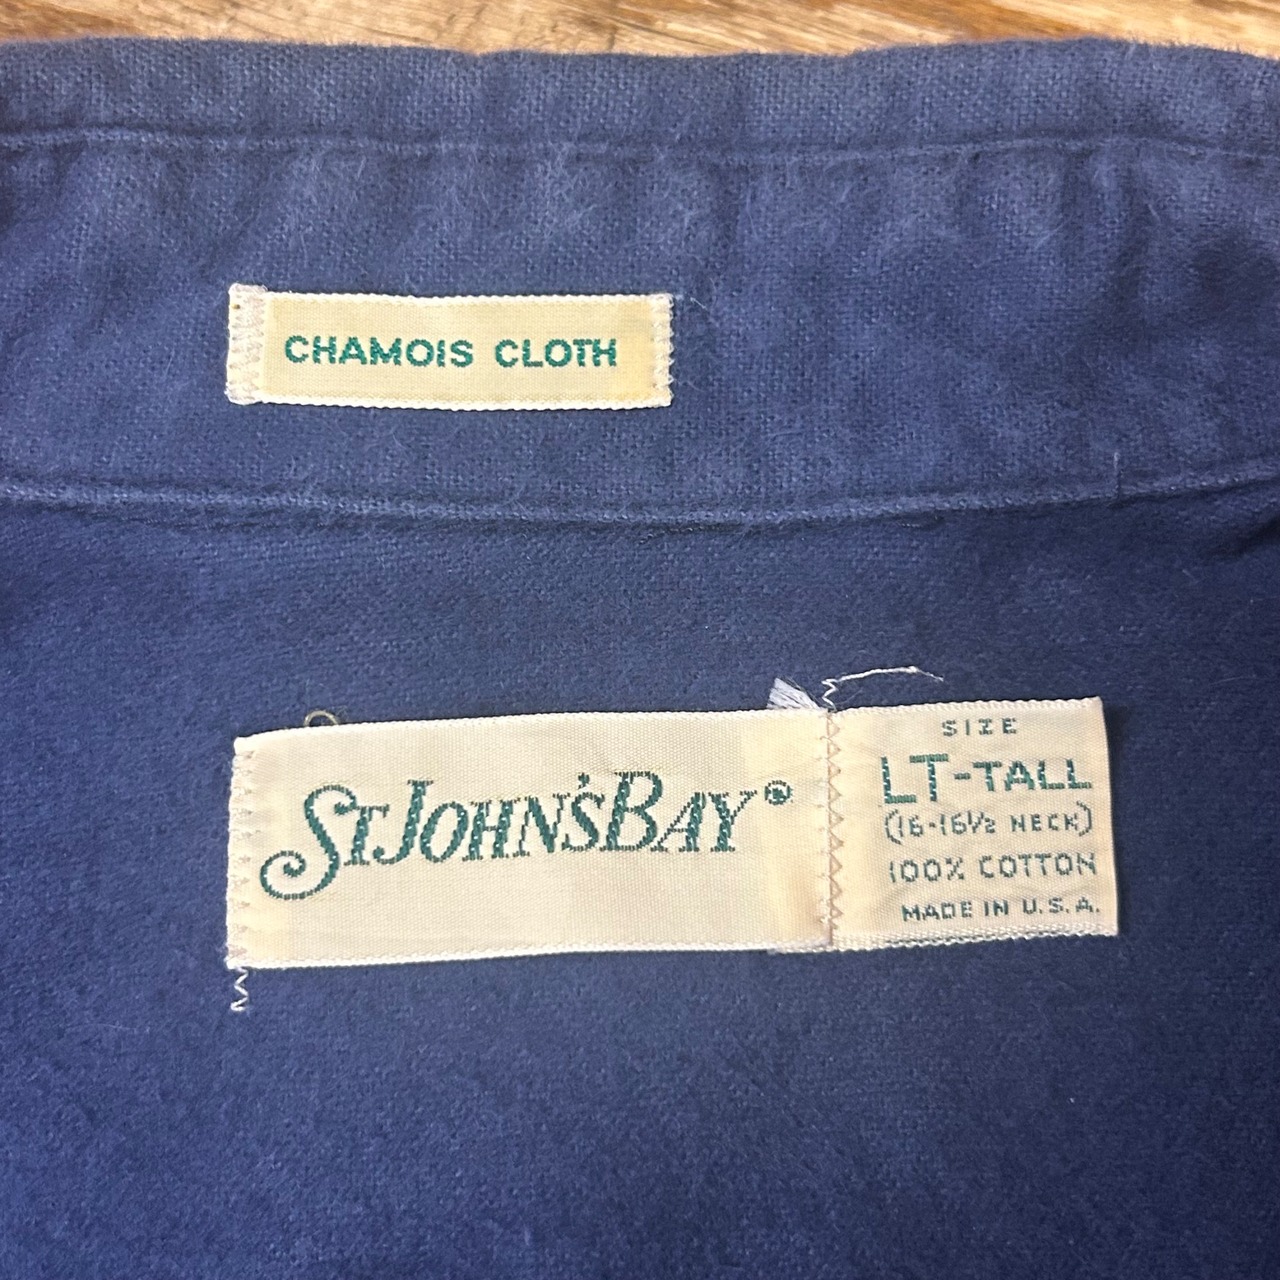 CHAMOIS CLOTH
ST JOHN'S BAY®
SIZE
LT-TALL
(16-16½ NECK)
100% COTTON
MADE IN U.S.A.